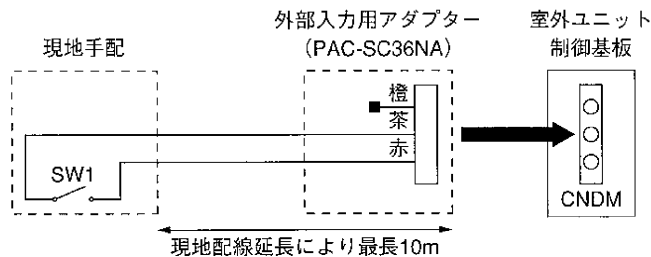 現地手配
外部入力用アダプター
(PAC-SC36NA)
室外ユニット
制御基板
橙
茶
赤
SW1
CNDM
現地配線延長により最長10m